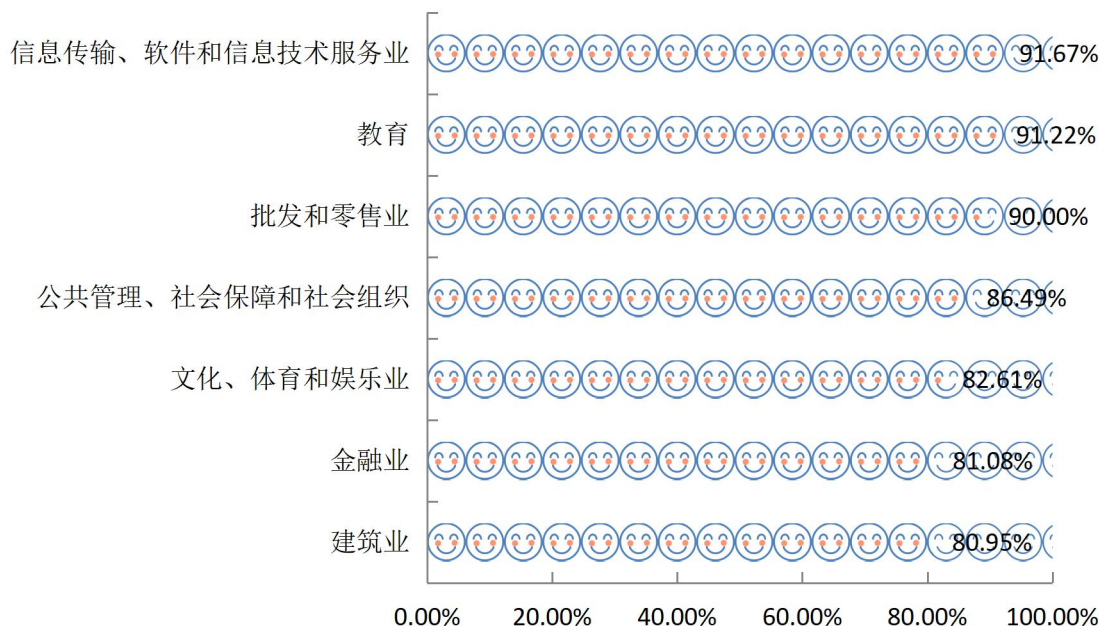 信息传输、软件和信息技术服务业 91.67%
教育 91.22%
批发和零售业 90.00%
公共管理、社会保障和社会组织 86.49%
文化、体育和娱乐业 82.61%
金融业 81.08%
建筑业 80.95%
0.00% 20.00% 40.00% 60.00% 80.00% 100.00%